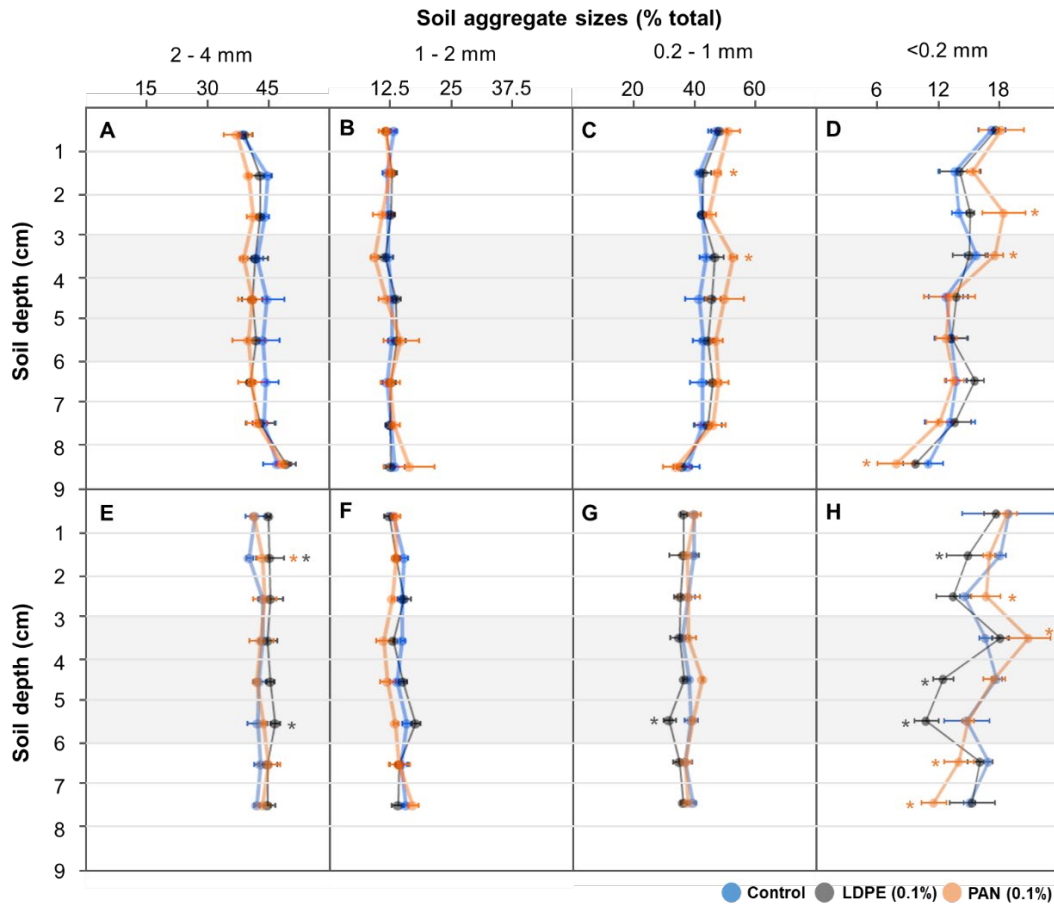 Soil aggregate sizes (% total)
2 - 4 mm 1 - 2 mm 0.2 - 1 mm <0.2 mm
15 30 45 12.5 25 37.5 20 40 60 6 12 18
A B C D
Soil depth (cm)
1
2
3
4
5
6
7
8
9
*
*
*
*
*
E F G H
Soil depth (cm)
1
2
3
4
5
6
7
8
9
* * *
*
*
*
* * *
*
*
Control LDPE (0.1%) PAN (0.1%)